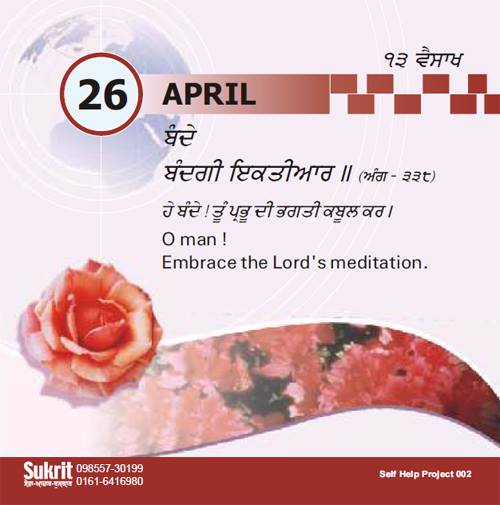 ੧੩ ਵੈਸਾਖ
26 APRIL
ਬੰਦੇ
ਬੰਦਗੀ ਇਕਤੀਆਰ ॥ (ਅੰਗ - ੩੩੮)
ਹੇ ਬੰਦੇ ! ਤੂੰ ਪ੍ਰਭੂ ਦੀ ਭਗਤੀ ਕਬੂਲ ਕਰ।
O man !
Embrace the Lord's meditation.
Sukrit 098557-30199
0161-6416980
Self Help Project 002